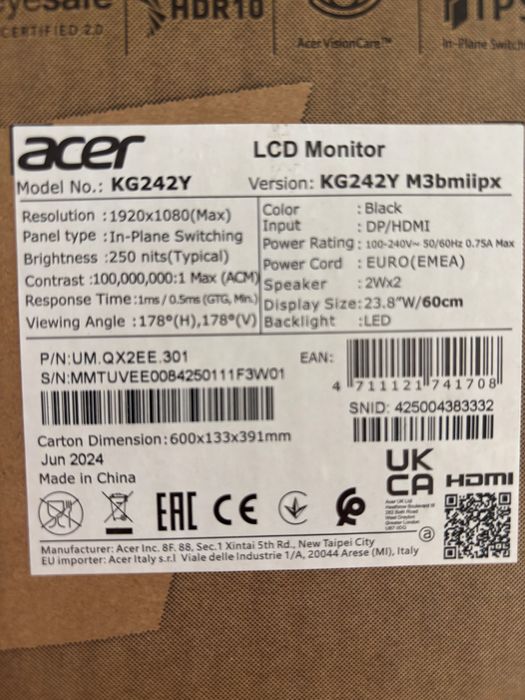 eyesafe
CERTIFIED 2.0
HDR10
Acer VisionCare™
IPS
In-Plane Switch
acer
LCD Monitor
Model No.: KG242Y
Version: KG242Y M3bmiipx
Resolution :1920x1080(Max)
Panel type :In-Plane Switching
Brightness :250 nits(Typical)
Contrast :100,000,000:1 Max (ACM)
Response Time :1ms / 0.5ms (GTG, Min.)
Viewing Angle :178°(H),178°(V)
Color : Black
Input : DP/HDMI
Power Rating : 100-240V~ 50/60Hz 0.75A Max
Power Cord : EURO(EMEA)
Speaker : 2Wx2
Display Size:23.8"W/60cm
Backlight :LED
P/N:UM.QX2EE.301
S/N:MMTUVEE0084250111F3W01
EAN:
4 711121 741708
SNID: 425004383332
Carton Dimension:600x133x391mm
Jun 2024
Made in China
EAC CE
UK
CA
HDMI
Acer UK Ltd
a
Manufacturer: Acer Inc. 8F. 88, Sec.1 Xintai 5th Rd., New Taipei City
EU importer: Acer Italy s.r.l Viale delle Industrie 1/A, 20044 Arese (MI), Italy